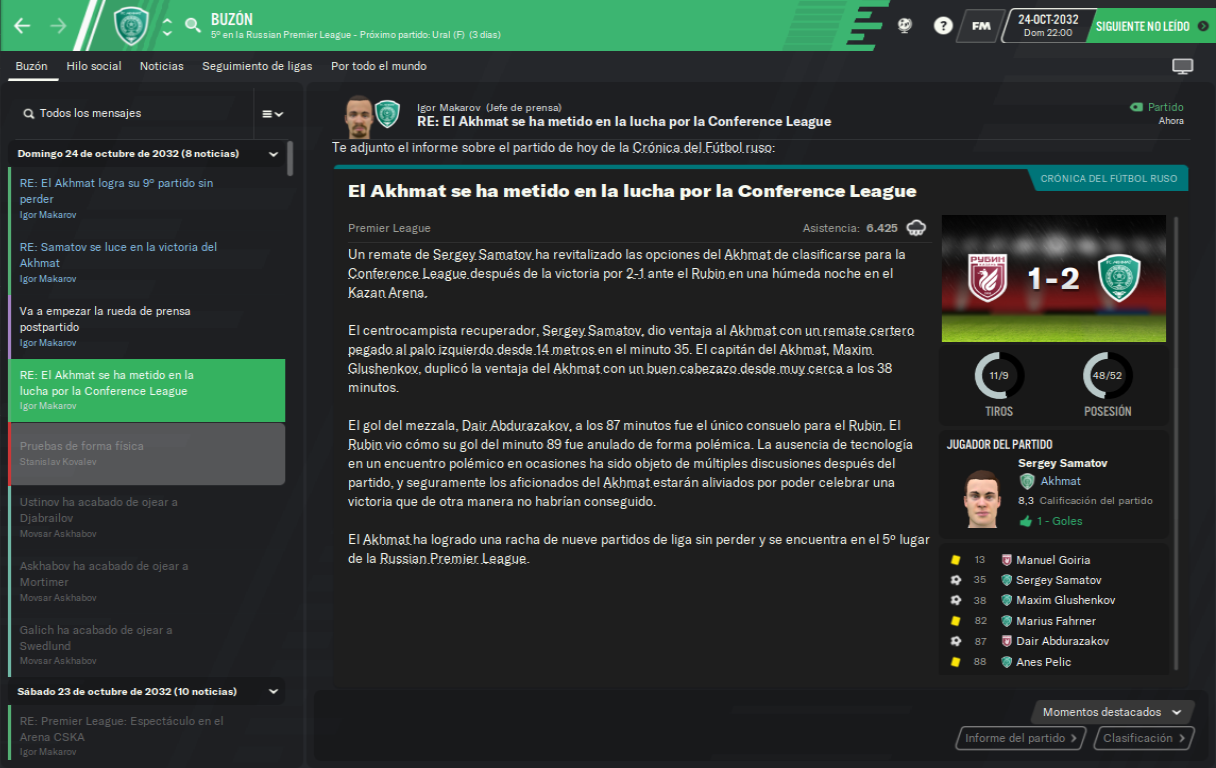 BUZÓN
5º en la Russian Premier League - Próximo partido: Ural (F) (3 días)
?
FM
24-OCT-2032
Dom 22:00
SIGUIENTE NO LEÍDO
Buzón
Hilo social
Noticias
Seguimiento de ligas
Por todo el mundo
Todos los mensajes
Domingo 24 de octubre de 2032 (8 noticias)
RE: El Akhmat logra su 9º partido sin
perder
Igor Makarov
RE: Samatov se luce en la victoria del
Akhmat
Igor Makarov
Va a empezar la rueda de prensa
postpartido
Igor Makarov
RE: El Akhmat se ha metido en la
lucha por la Conference League
Igor Makarov
Pruebas de forma física
Stanislav Kovalev
Ustinov ha acabado de ojear a
Djabrailov
Movsar Askhabov
Askhabov ha acabado de ojear a
Mortimer
Movsar Askhabov
Galich ha acabado de ojear a
Swedlund
Movsar Askhabov
Sábado 23 de octubre de 2032 (10 noticias)
RE: Premier League: Espectáculo en el
Arena CSKA
Igor Makarov
Igor Makarov (Jefe de prensa)
RE: El Akhmat se ha metido en la lucha por la Conference League
Partido
Ahora
Te adjunto el informe sobre el partido de hoy de la Crónica del Fútbol ruso:
CRÓNICA DEL FÚTBOL RUSO
El Akhmat se ha metido en la lucha por la Conference League
Premier League
Asistencia: 6.425
Un remate de Sergey Samatov ha revitalizado las opciones del Akhmat de clasificarse para la
Conference League después de la victoria por 2-1 ante el Rubin en una húmeda noche en el
Kazan Arena.
El centrocampista recuperador, Sergey Samatov, dio ventaja al Akhmat con un remate certero
pegado al palo izquierdo desde 14 metros en el minuto 35. El capitán del Akhmat, Maxim
Glushenkov, duplicó la ventaja del Akhmat con un buen cabezazo desde muy cerca a los 38
minutos.
El gol del mezzala, Dair Abdurazakov, a los 87 minutos fue el único consuelo para el Rubin. El
Rubin vio cómo su gol del minuto 89 fue anulado de forma polémica. La ausencia de tecnología
en un encuentro polémico en ocasiones ha sido objeto de múltiples discusiones después del
partido, y seguramente los aficionados del Akhmat estarán aliviados por poder celebrar una
victoria que de otra manera no habrían conseguido.
El Akhmat ha logrado una racha de nueve partidos de liga sin perder y se encuentra en el 5º lugar
de la Russian Premier League.
РУБИН
1-2
11/9
TIROS
48/52
POSESIÓN
JUGADOR DEL PARTIDO
Sergey Samatov
Akhmat
8,3 Calificación del partido
1 - Goles
13 Manuel Goiria
35 Sergey Samatov
38 Maxim Glushenkov
82 Marius Fahrner
87 Dair Abdurazakov
88 Anes Pelic
Momentos destacados
Informe del partido
Clasificación